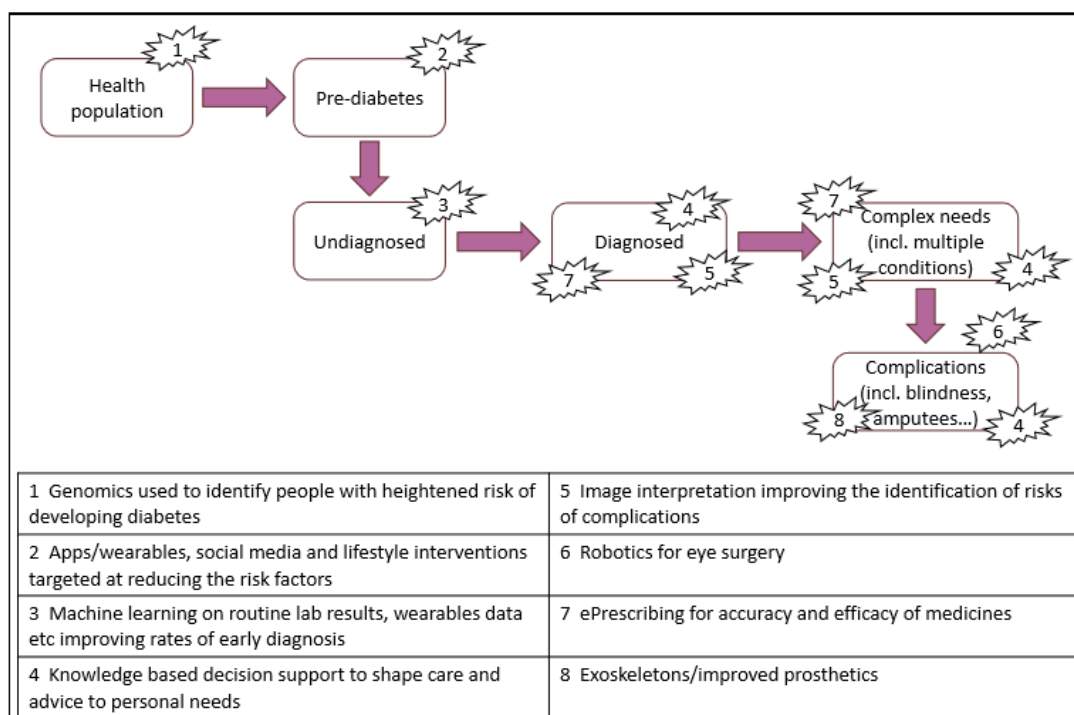 1
2
Health
population
Pre-diabetes
3
4
7
Undiagnosed
Diagnosed
Complex needs
(incl. multiple
conditions)
7
5
5
4
6
Complications
(incl. blindness,
amputees...)
8
4
1 Genomics used to identify people with heightened risk of
developing diabetes
5 Image interpretation improving the identification of risks
of complications
2 Apps/wearables, social media and lifestyle interventions
targeted at reducing the risk factors
6 Robotics for eye surgery
3 Machine learning on routine lab results, wearables data
etc improving rates of early diagnosis
7 ePrescribing for accuracy and efficacy of medicines
4 Knowledge based decision support to shape care and
advice to personal needs
8 Exoskeletons/improved prosthetics